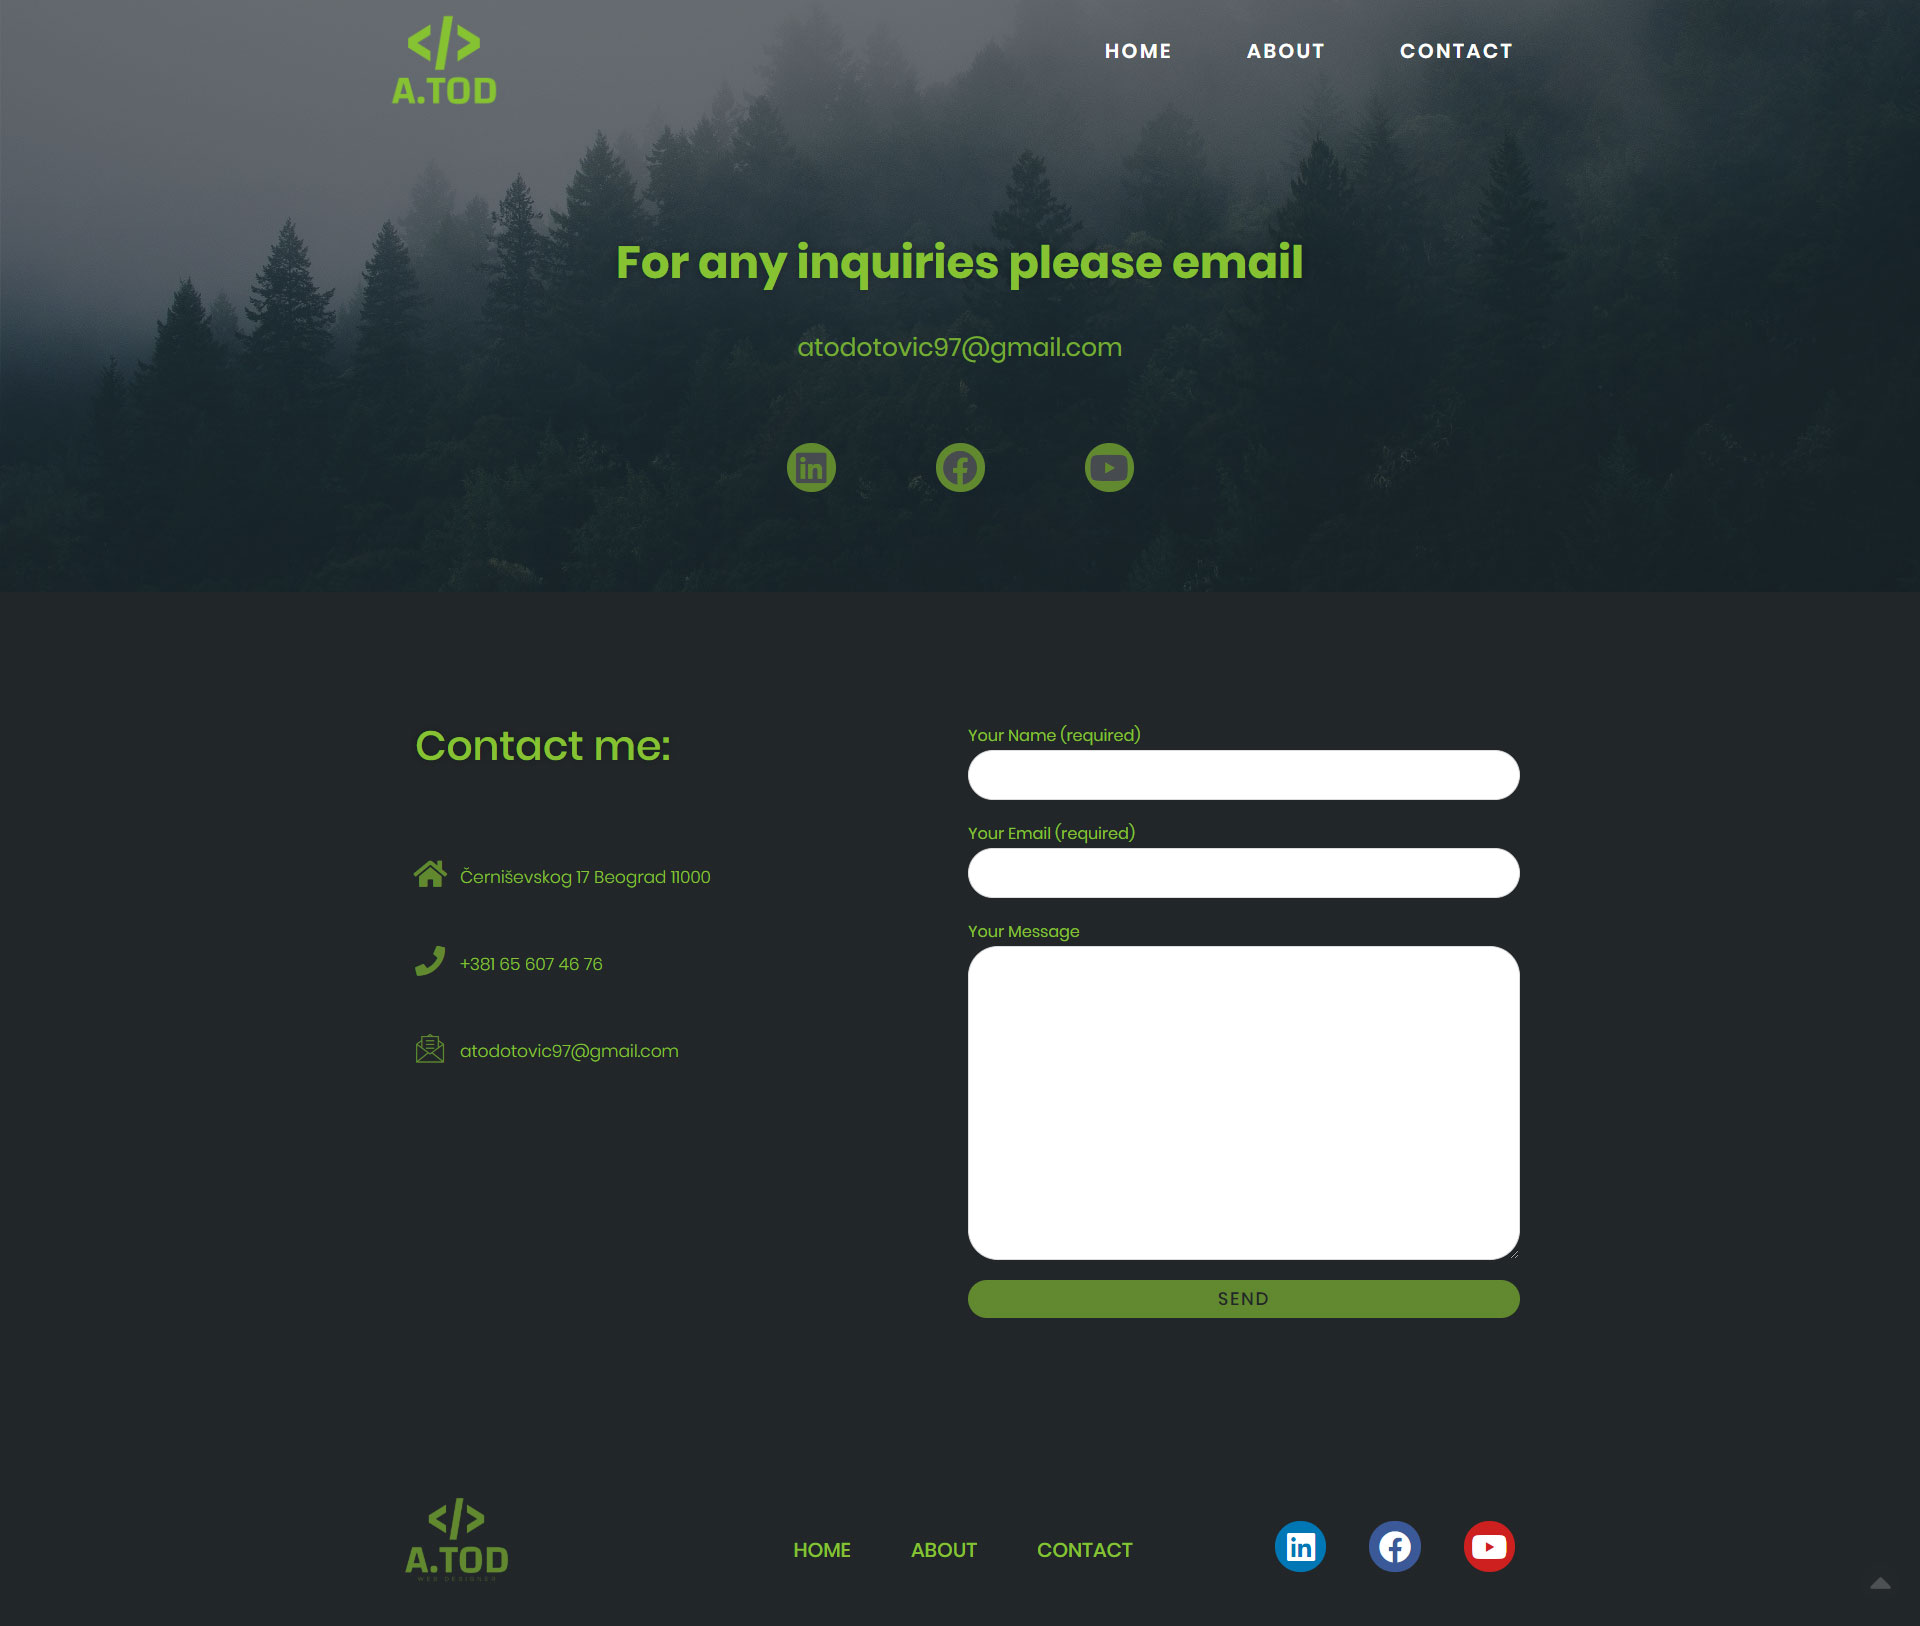 </>
A.TOD
HOME ABOUT CONTACT
For any inquiries please email
atodotovic97@gmail.com
Contact me:
Černiševskog 17 Beograd 11000
+381 65 607 46 76
atodotovic97@gmail.com
Your Name (required)
Your Email (required)
Your Message
SEND
</>
A.TOD
WEB DESIGNER
HOME ABOUT CONTACT